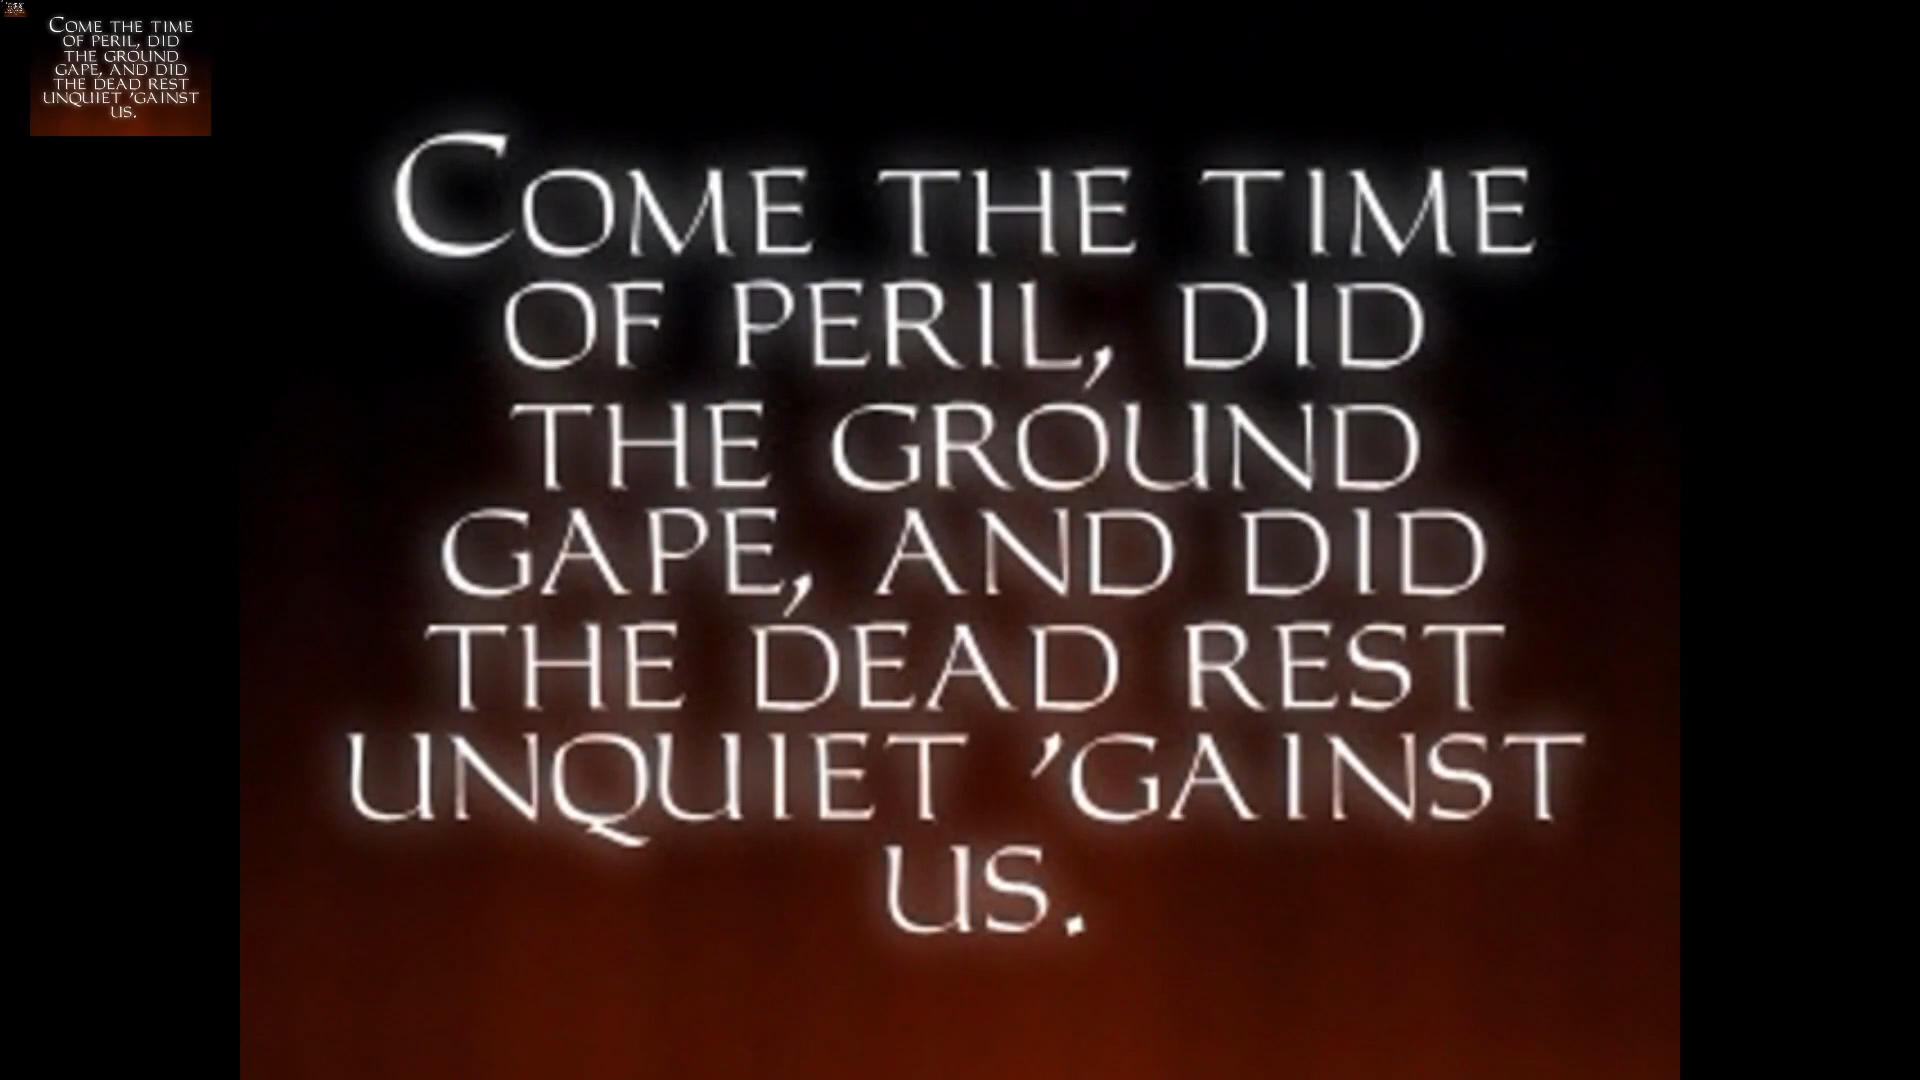 COME THE TIME
OF PERIL, DID
THE GROUND
GAPE, AND DID
THE DEAD REST
UNQUIET 'GAINST
US.
COME THE TIME
OF PERIL, DID
THE GROUND
GAPE, AND DID
THE DEAD REST
UNQUIET 'GAINST
US.